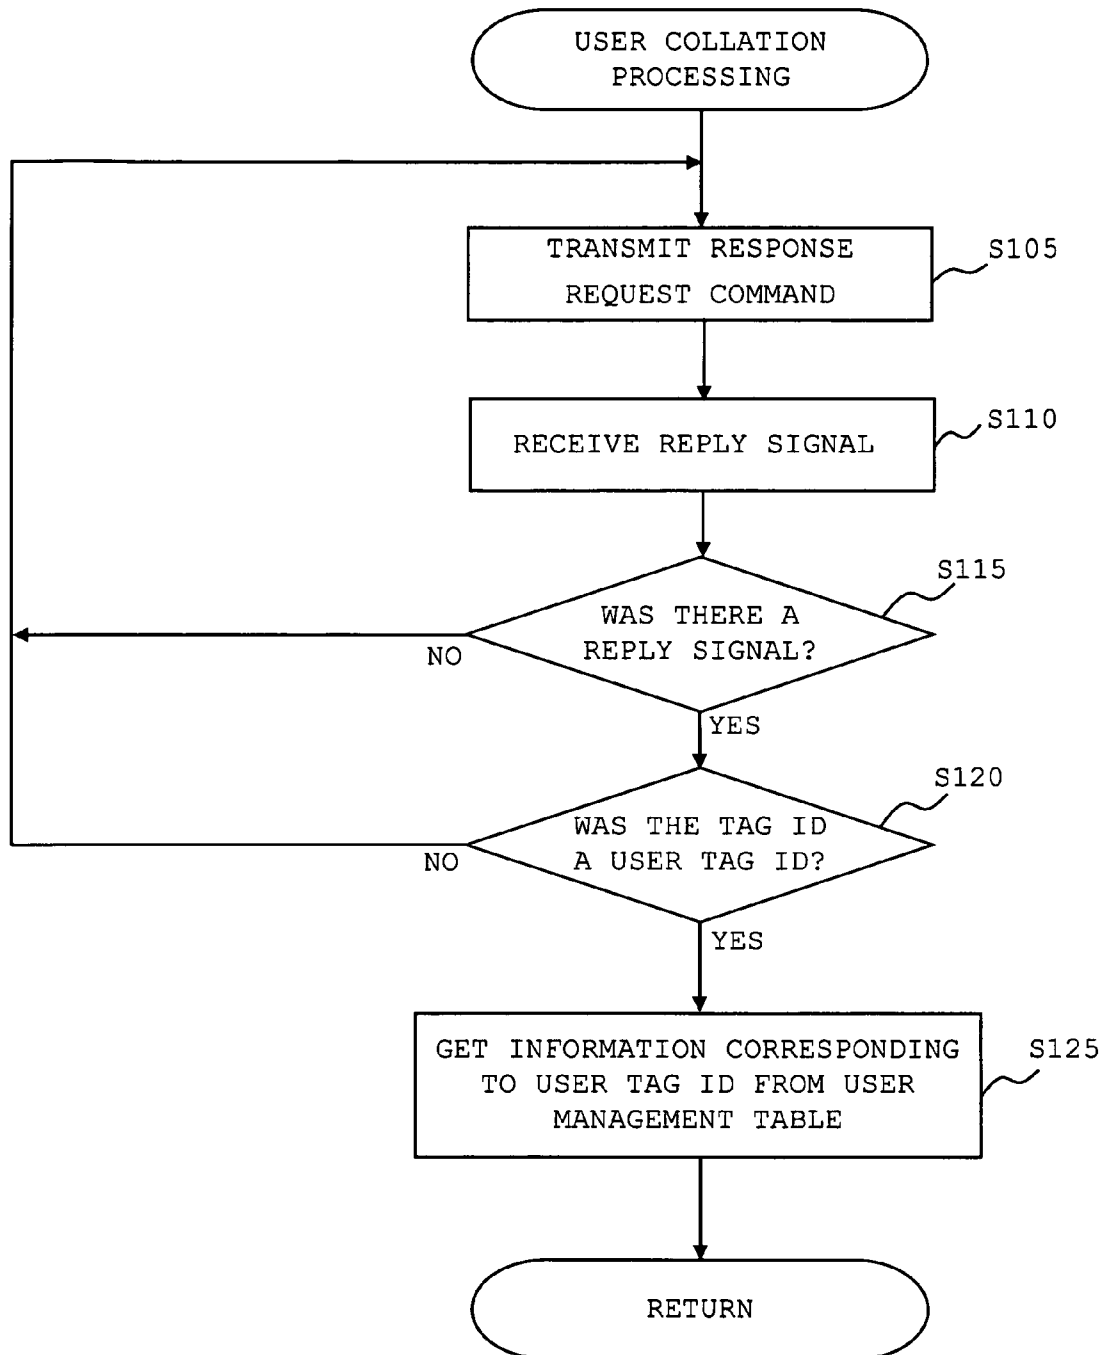 USER COLLATION
PROCESSING
TRANSMIT RESPONSE
REQUEST COMMAND
S105
RECEIVE REPLY SIGNAL
S110
WAS THERE A
REPLY SIGNAL?
S115
NO
YES
WAS THE TAG ID
A USER TAG ID?
S120
NO
YES
GET INFORMATION CORRESPONDING
TO USER TAG ID FROM USER
MANAGEMENT TABLE
S125
RETURN